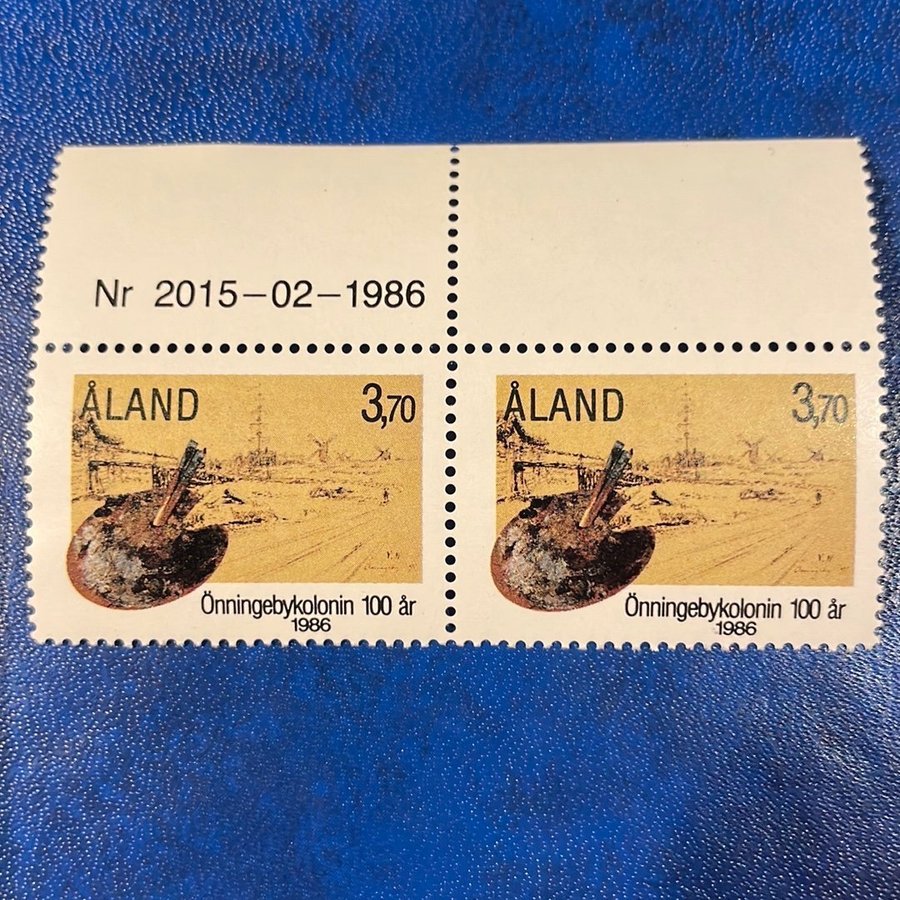 Nr 2015-02-1986
ÅLAND 3,70
Önningebykolonin 100 år
1986
ÅLAND 3,70
Önningebykolonin 100 år
1986